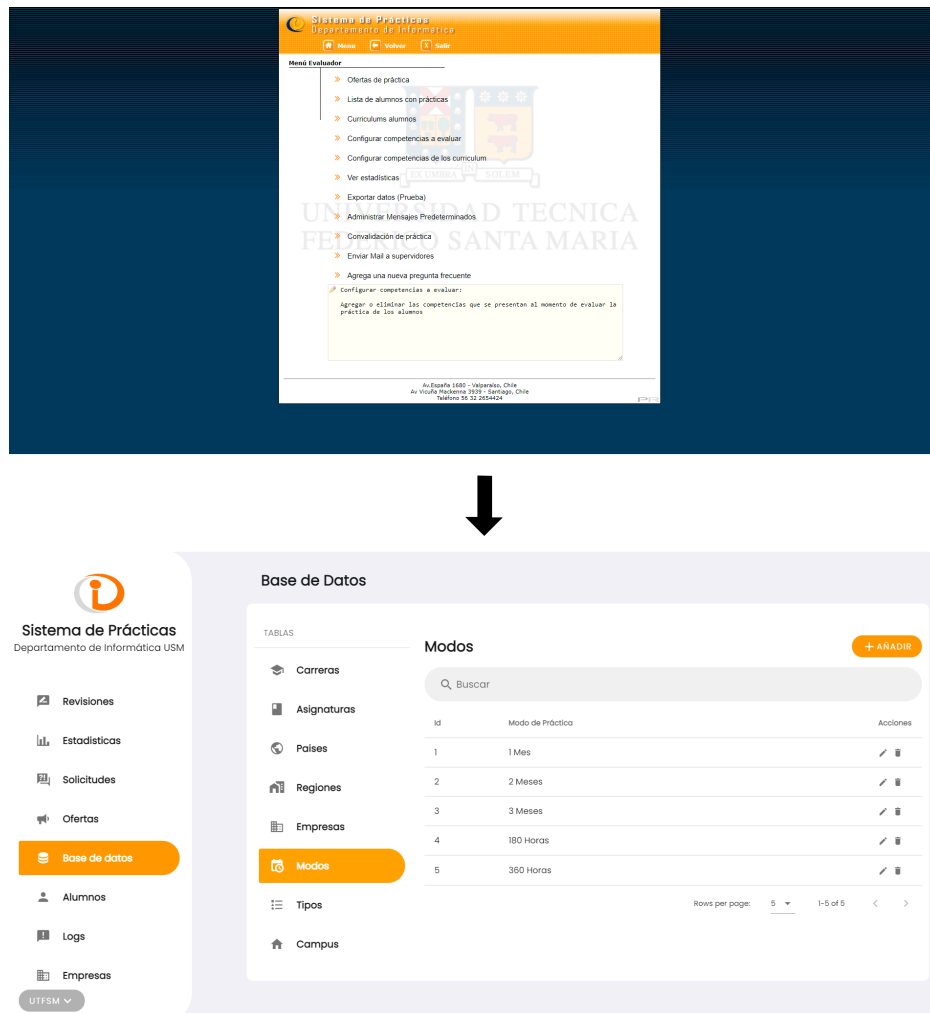 Sistema de Prácticas
Departamento de Informática
Menu Volver X Salir
Menú Evaluador
Ofertas de práctica
Lista de alumnos con prácticas
Curriculums alumnos
Configurar competencias a evaluar
Configurar competencias de los curriculum
Ver estadísticas
EX UMBRA IN SOLEM
Exportar datos (Prueba)
UNIVERSIDAD TECNICA
Administrar Mensajes Predeterminados
Convalidación de práctica
FEDERICO SANTA MARIA
Enviar Mail a supervidores
Agrega una nueva pregunta frecuente
Configurar competencias a evaluar:
Agregar o eliminar las competencias que se presentan al momento de evaluar la
práctica de los alumnos
Av.España 1680 - Valparaíso, Chile
Av Vicuña Mackenna 3939 - Santiago, Chile
Teléfono 56 32 2654424
Sistema de Prácticas
Departamento de Informática USM
Revisiones
Estadisticas
Solicitudes
Ofertas
Base de datos
Alumnos
Logs
Empresas
UTFSM
Base de Datos
TABLAS
Carreras
Asignaturas
Paises
Regiones
Empresas
Modos
Tipos
Campus
Modos
+ AÑADIR
Buscar
Id Modo de Práctica Acciones
1 1 Mes
2 2 Meses
3 3 Meses
4 180 Horas
5 360 Horas
Rows per page: 5 1-5 of 5